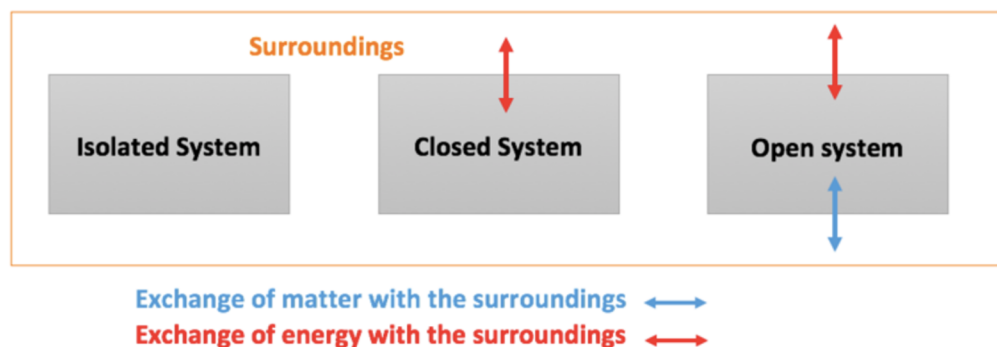 Surroundings
Isolated System
Closed System
Open system
Exchange of matter with the surroundings
Exchange of energy with the surroundings